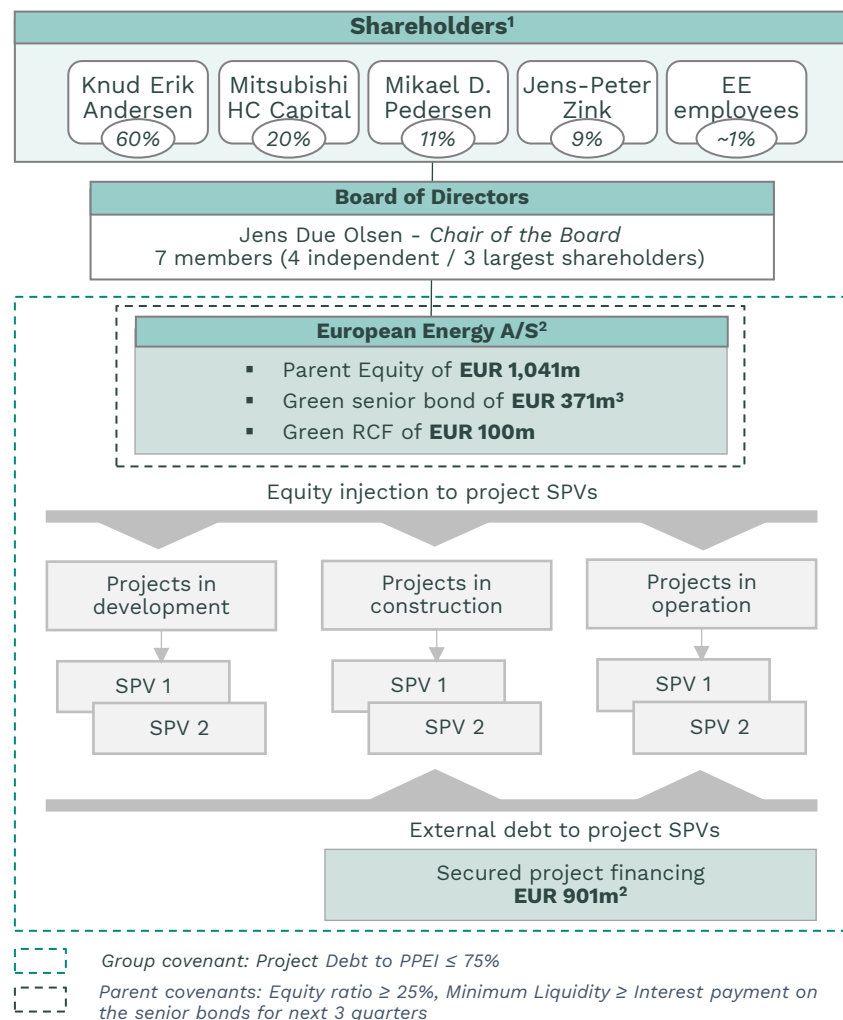 Shareholders¹
Knud Erik
Andersen
60%
Mitsubishi
HC Capital
20%
Mikael D.
Pedersen
11%
Jens-Peter
Zink
9%
EE
employees
~1%
Board of Directors
Jens Due Olsen - Chair of the Board
7 members (4 independent / 3 largest shareholders)
European Energy A/S²
▪ Parent Equity of EUR 1,041m
▪ Green senior bond of EUR 371m³
▪ Green RCF of EUR 100m
Equity injection to project SPVs
Projects in
development
Projects in
construction
Projects in
operation
SPV 1
SPV 2
SPV 1
SPV 2
SPV 1
SPV 2
External debt to project SPVs
Secured project financing
EUR 901m²
Group covenant: Project Debt to PPEI ≤ 75%
Parent covenants: Equity ratio ≥ 25%, Minimum Liquidity ≥ Interest payment on
the senior bonds for next 3 quarters